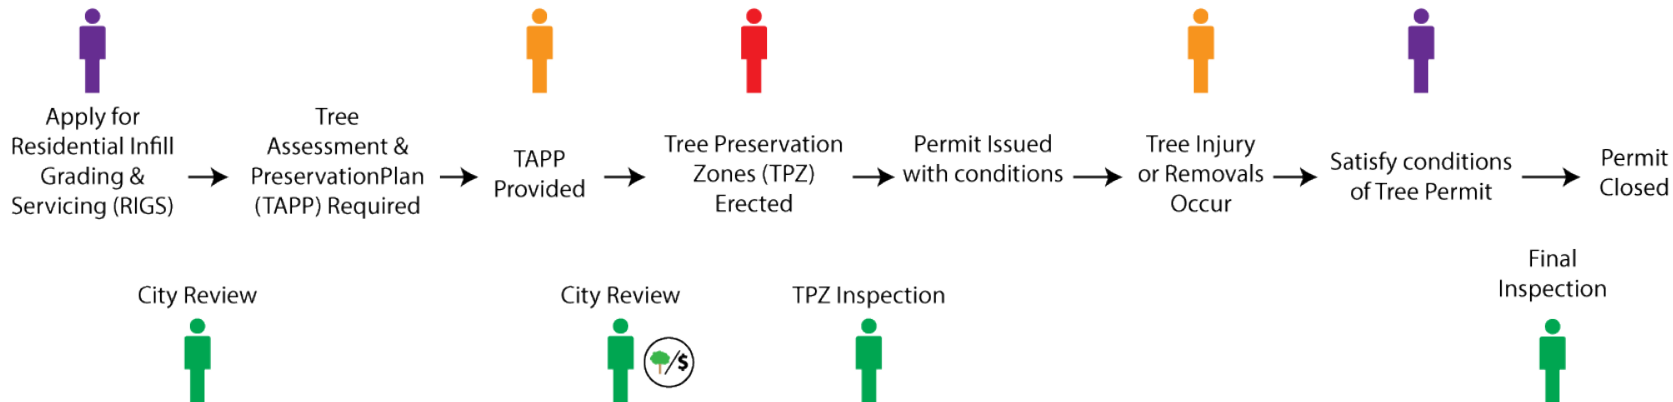 Apply for
Residential Infill
Grading &
Servicing (RIGS)
Tree
Assessment &
PreservationPlan
(TAPP) Required
TAPP
Provided
Tree Preservation
Zones (TPZ)
Erected
Permit Issued
with conditions
Tree Injury
or Removals
Occur
Satisfy conditions
of Tree Permit
Permit
Closed
City Review
City Review
/$
TPZ Inspection
Final
Inspection